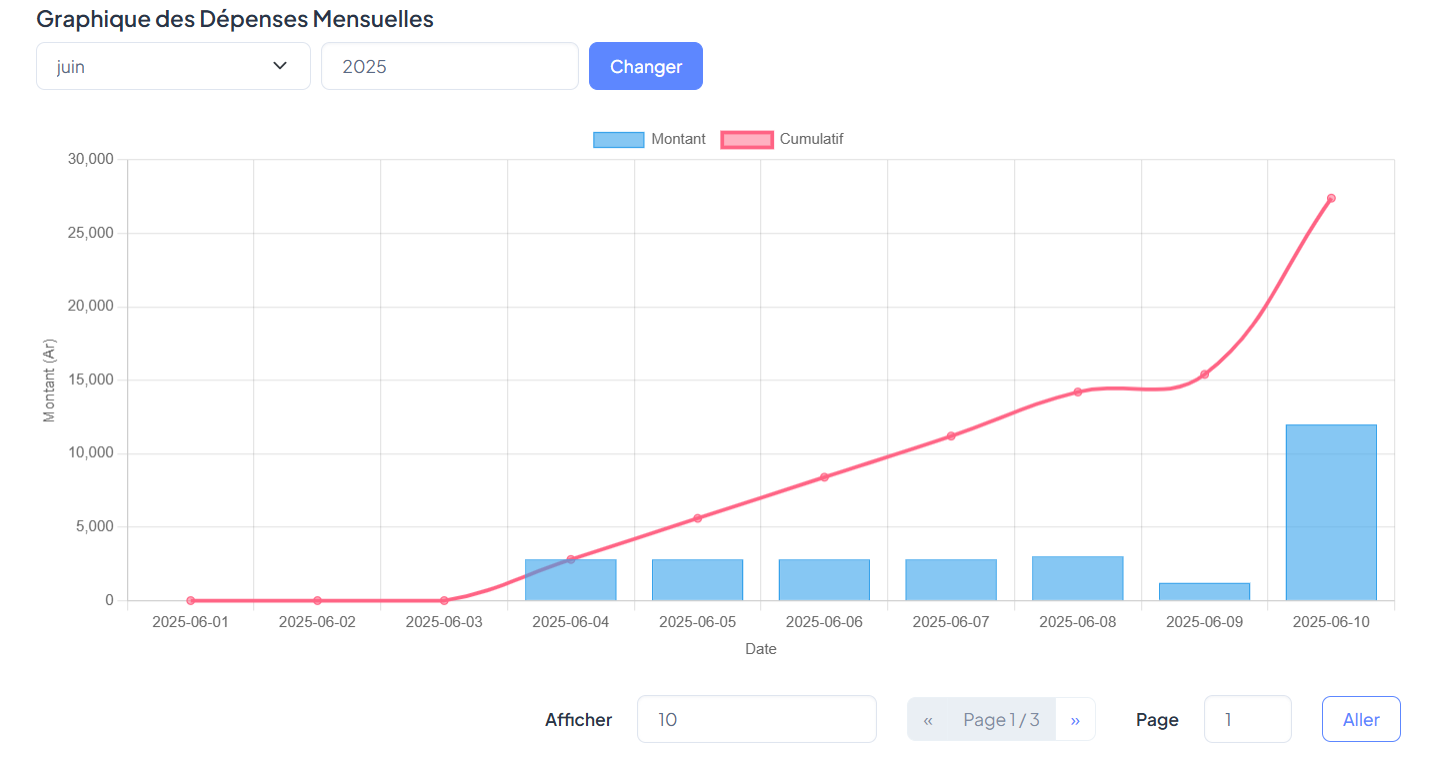 Graphique des Dépenses Mensuelles
juin 2025 Changer
Montant Cumulatif
30,000
25,000
20,000
15,000
10,000
5,000
0
Montant (Ar)
2025-06-01 2025-06-02 2025-06-03 2025-06-04 2025-06-05 2025-06-06 2025-06-07 2025-06-08 2025-06-09 2025-06-10
Date
Afficher 10 « Page 1 / 3 » Page 1 Aller